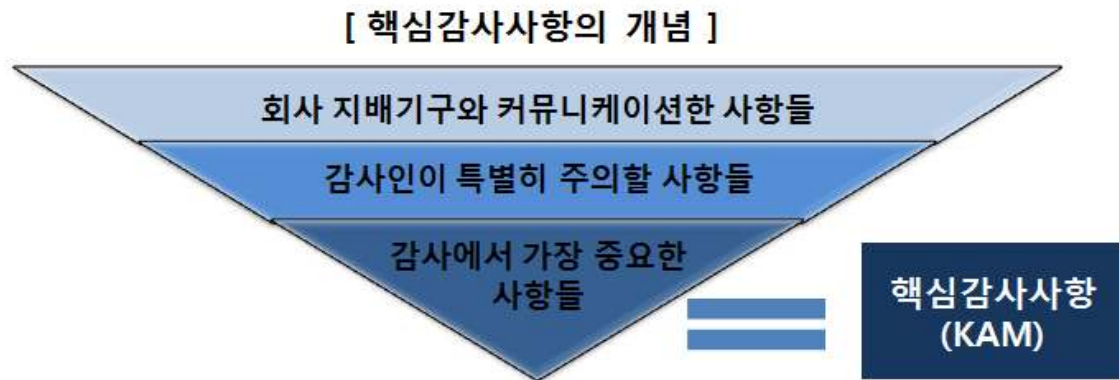 [ 핵심감사사항의 개념 ]
회사 지배기구와 커뮤니케이션한 사항들
감사인이 특별히 주의할 사항들
감사에서 가장 중요한
사항들
핵심감사사항
(KAM)